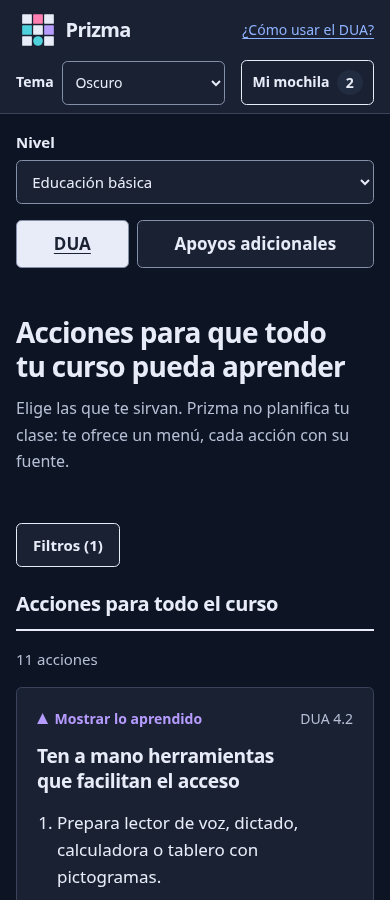 Prizma
¿Cómo usar el DUA?
Tema
Oscuro
Mi mochila 2
Nivel
Educación básica
DUA
Apoyos adicionales
Acciones para que todo
tu curso pueda aprender
Elige las que te sirvan. Prizma no planifica tu
clase: te ofrece un menú, cada acción con su
fuente.
Filtros (1)
Acciones para todo el curso
11 acciones
Mostrar lo aprendido
DUA 4.2
Ten a mano herramientas
que facilitan el acceso
1. Prepara lector de voz, dictado,
calculadora o tablero con
pictogramas.